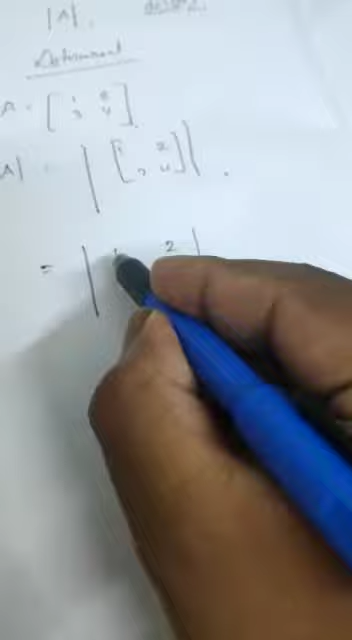 |A|.
Determinant
A = [ 1 2
3 4 ].
|A| = | [ 1 2
3 4 ] | .
= | 1 2 |